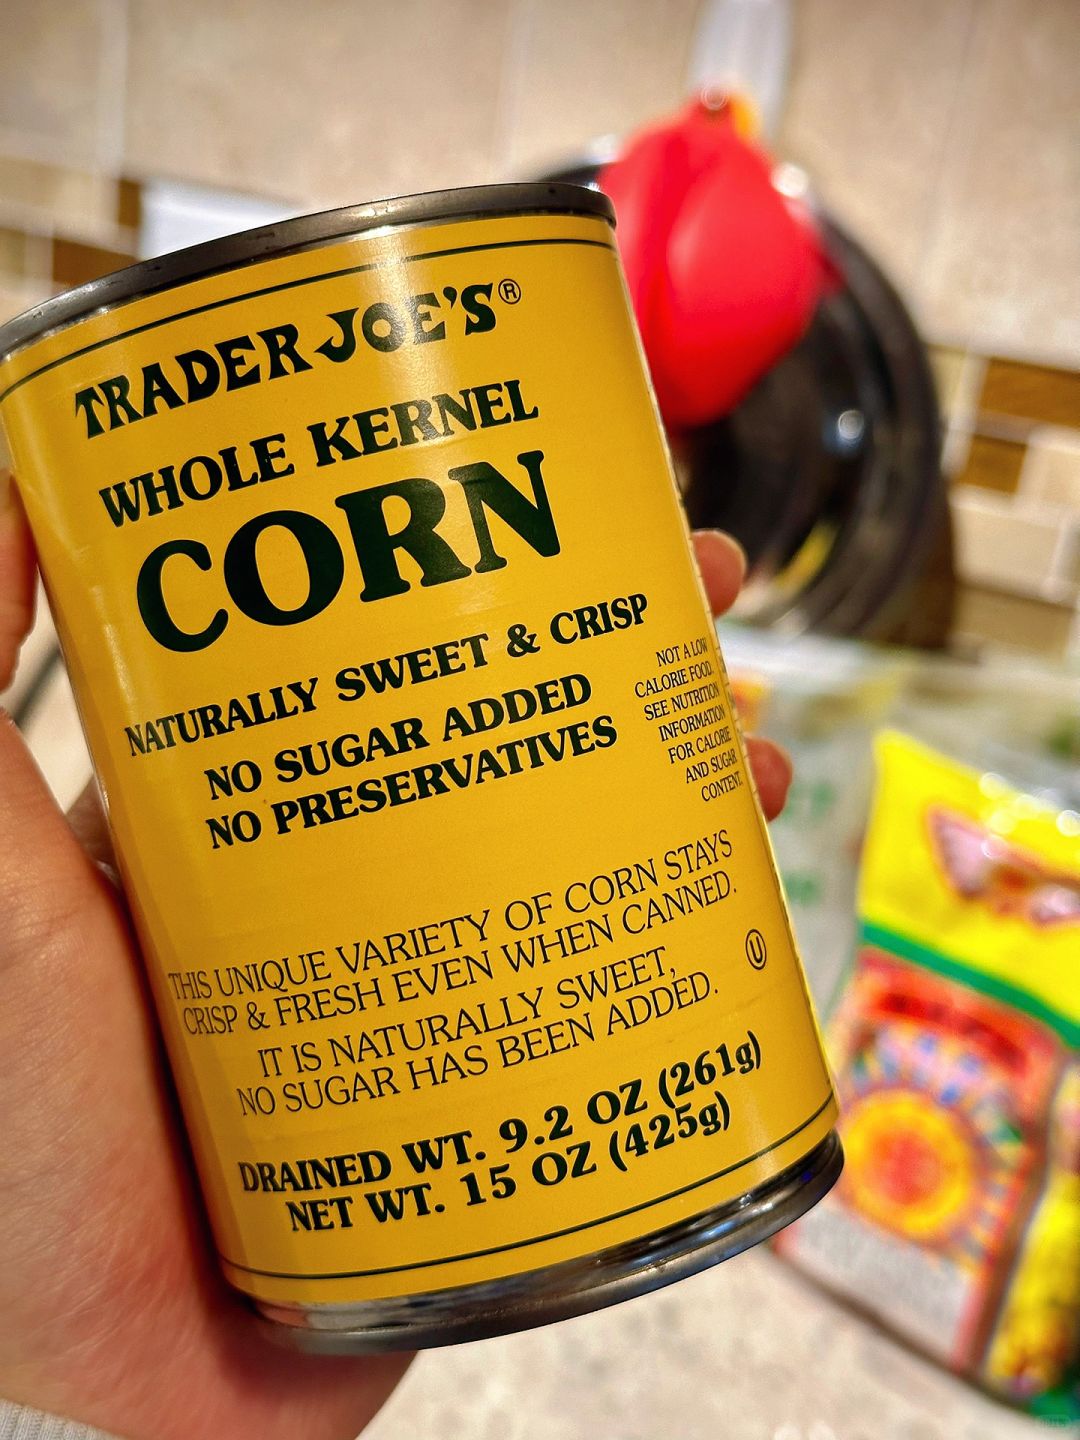 TRADER JOE'S®
WHOLE KERNEL
CORN
NATURALLY SWEET & CRISP
NO SUGAR ADDED
NO PRESERVATIVES
NOT A LOW
CALORIE FOOD.
SEE NUTRITION
INFORMATION
FOR CALORIE
AND SUGAR
CONTENT.
THIS UNIQUE VARIETY OF CORN STAYS
CRISP & FRESH EVEN WHEN CANNED.
IT IS NATURALLY SWEET,
NO SUGAR HAS BEEN ADDED.
U
DRAINED WT. 9.2 OZ (261g)
NET WT. 15 OZ (425g)